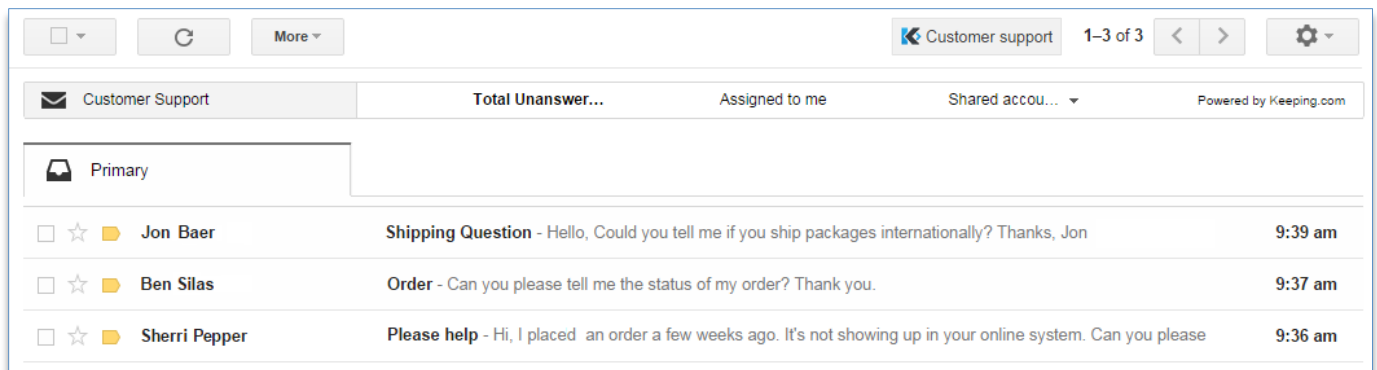 More Customer support 1–3 of 3
Customer Support Total Unanswer... Assigned to me Shared accou... Powered by Keeping.com
Primary
Jon Baer Shipping Question - Hello, Could you tell me if you ship packages internationally? Thanks, Jon 9:39 am
Ben Silas Order - Can you please tell me the status of my order? Thank you. 9:37 am
Sherri Pepper Please help - Hi, I placed an order a few weeks ago. It's not showing up in your online system. Can you please 9:36 am